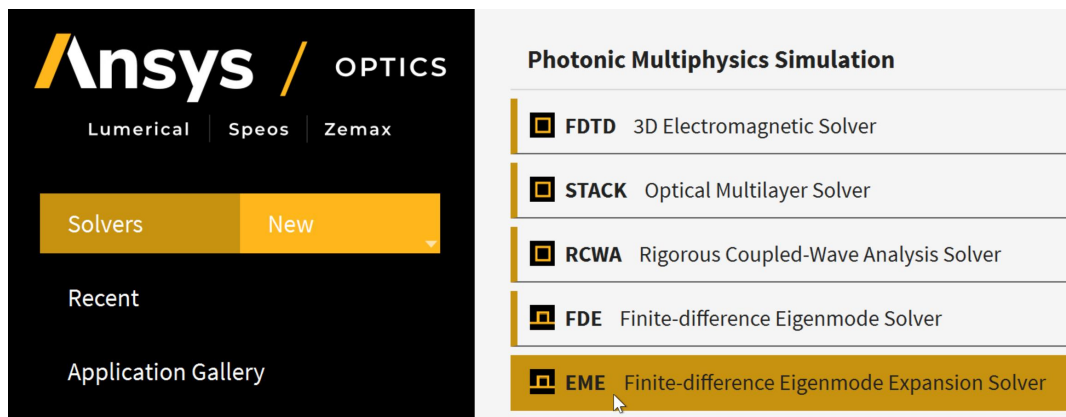 Ansys / OPTICS
Lumerical | Speos | Zemax
Solvers
New
Recent
Application Gallery
Photonic Multiphysics Simulation
FDTD 3D Electromagnetic Solver
STACK Optical Multilayer Solver
RCWA Rigorous Coupled-Wave Analysis Solver
FDE Finite-difference Eigenmode Solver
EME Finite-difference Eigenmode Expansion Solver